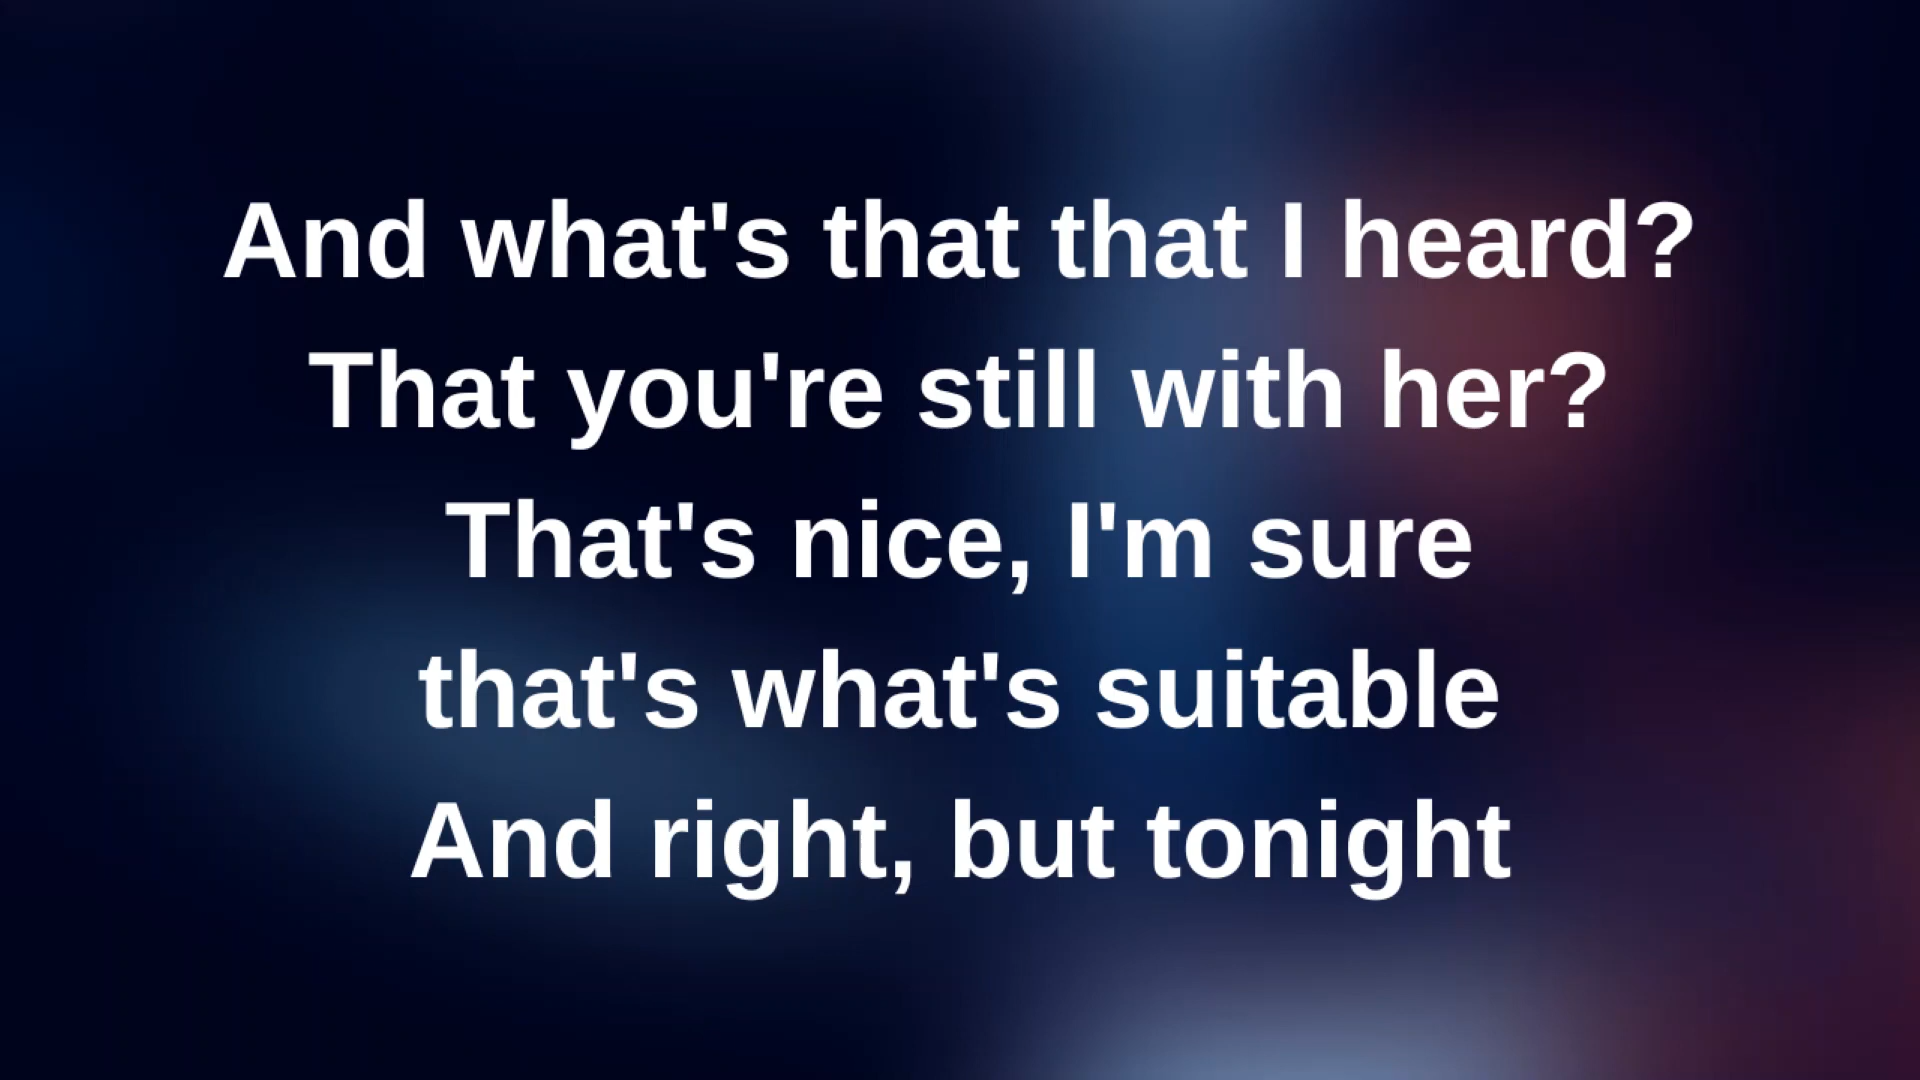 And what's that that I heard?
That you're still with her?
That's nice, I'm sure
that's what's suitable
And right, but tonight